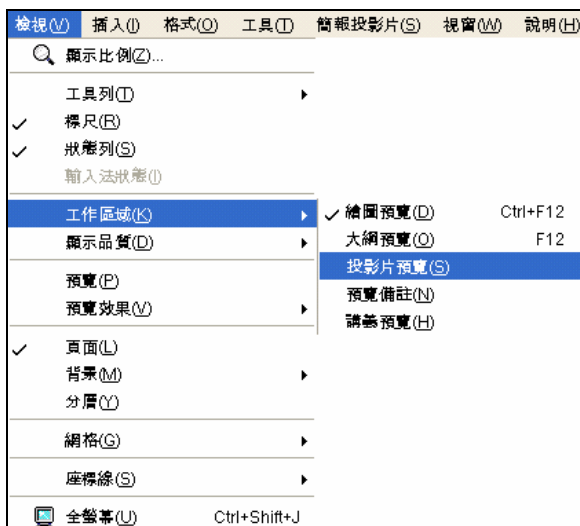 檢視(V) 插入(I) 格式(O) 工具(T) 簡報投影片(S) 視窗(W) 說明(H)
顯示比例(Z)...
工具列(T)
標尺(R)
狀態列(S)
輸入法狀態(I)
工作區域(K)
顯示品質(D)
預覽(P)
預覽效果(V)
頁面(L)
背景(M)
分層(Y)
網格(G)
座標線(S)
全螢幕(U) Ctrl+Shift+J
繪圖預覽(D) Ctrl+F12
大綱預覽(O) F12
投影片預覽(S)
預覽備註(N)
講義預覽(H)